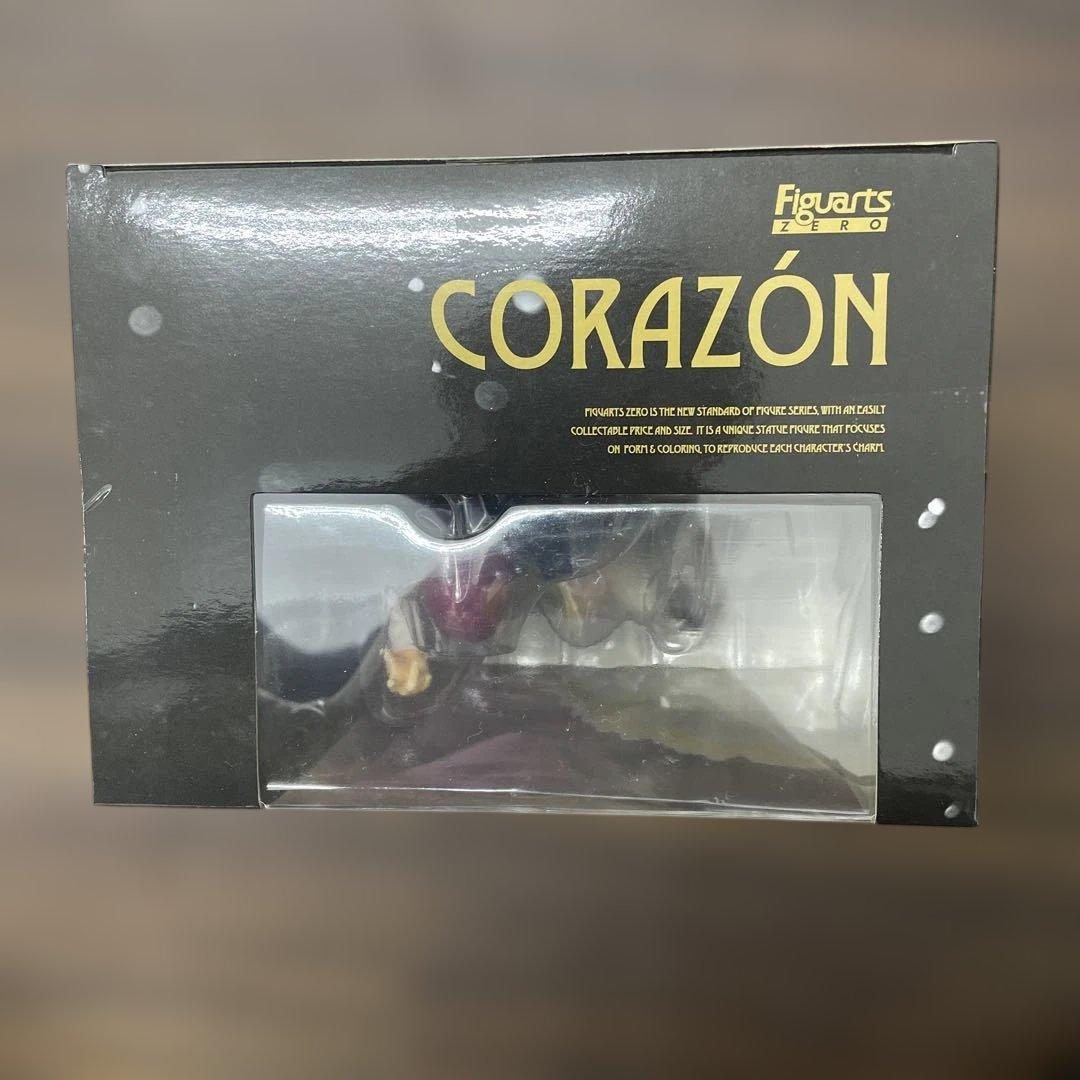 Figuarts
ZERO
CORAZÓN
FIGUARTS ZERO IS THE NEW STANDARD OF FIGURE SERIES, WITH AN EASILY
COLLECTABLE PRICE AND SIZE. IT IS A UNIQUE STATUE FIGURE THAT FOCUSES
ON FORM & COLORING, TO REPRODUCE EACH CHARACTER'S CHARM.